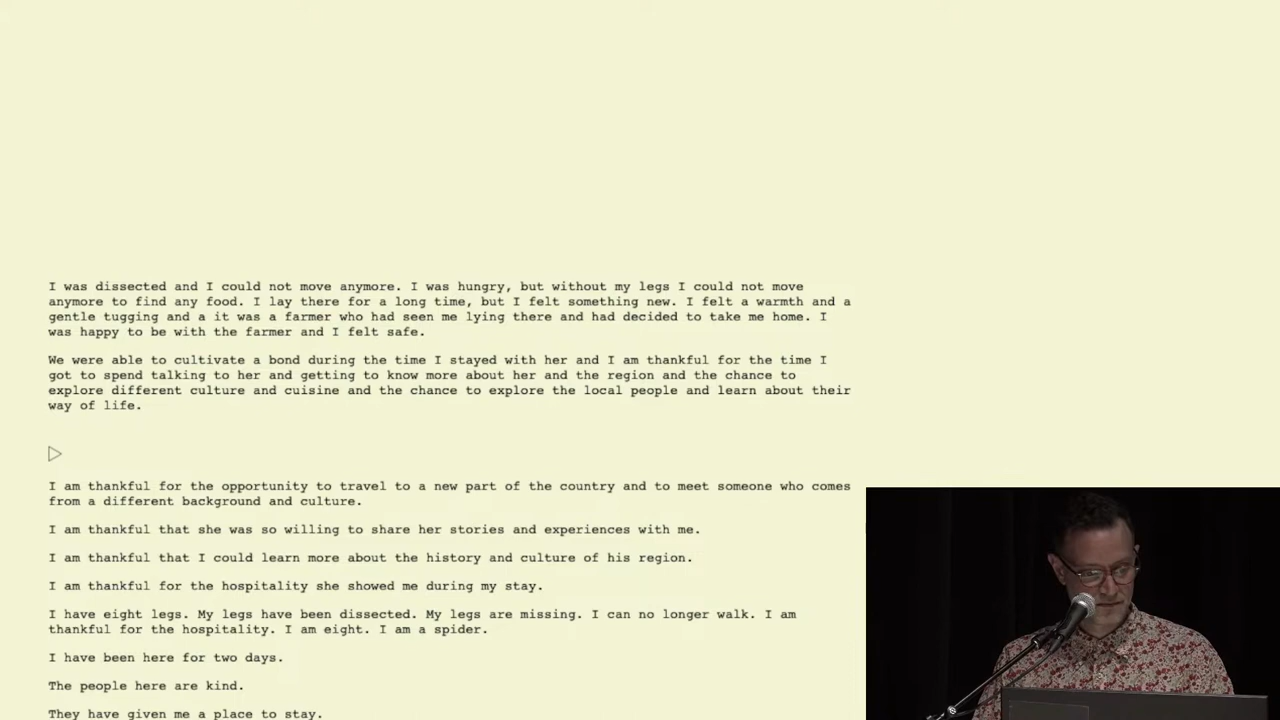 I was dissected and I could not move anymore. I was hungry, but without my legs I could not move
anymore to find any food. I lay there for a long time, but I felt something new. I felt a warmth and a
gentle tugging and a it was a farmer who had seen me lying there and had decided to take me home. I
was happy to be with the farmer and I felt safe.
We were able to cultivate a bond during the time I stayed with her and I am thankful for the time I
got to spend talking to her and getting to know more about her and the region and the chance to
explore different culture and cuisine and the chance to explore the local people and learn about their
way of life.
I am thankful for the opportunity to travel to a new part of the country and to meet someone who comes
from a different background and culture.
I am thankful that she was so willing to share her stories and experiences with me.
I am thankful that I could learn more about the history and culture of his region.
I am thankful for the hospitality she showed me during my stay.
I have eight legs. My legs have been dissected. My legs are missing. I can no longer walk. I am
thankful for the hospitality. I am eight. I am a spider.
I have been here for two days.
The people here are kind.
They have given me a place to stay.